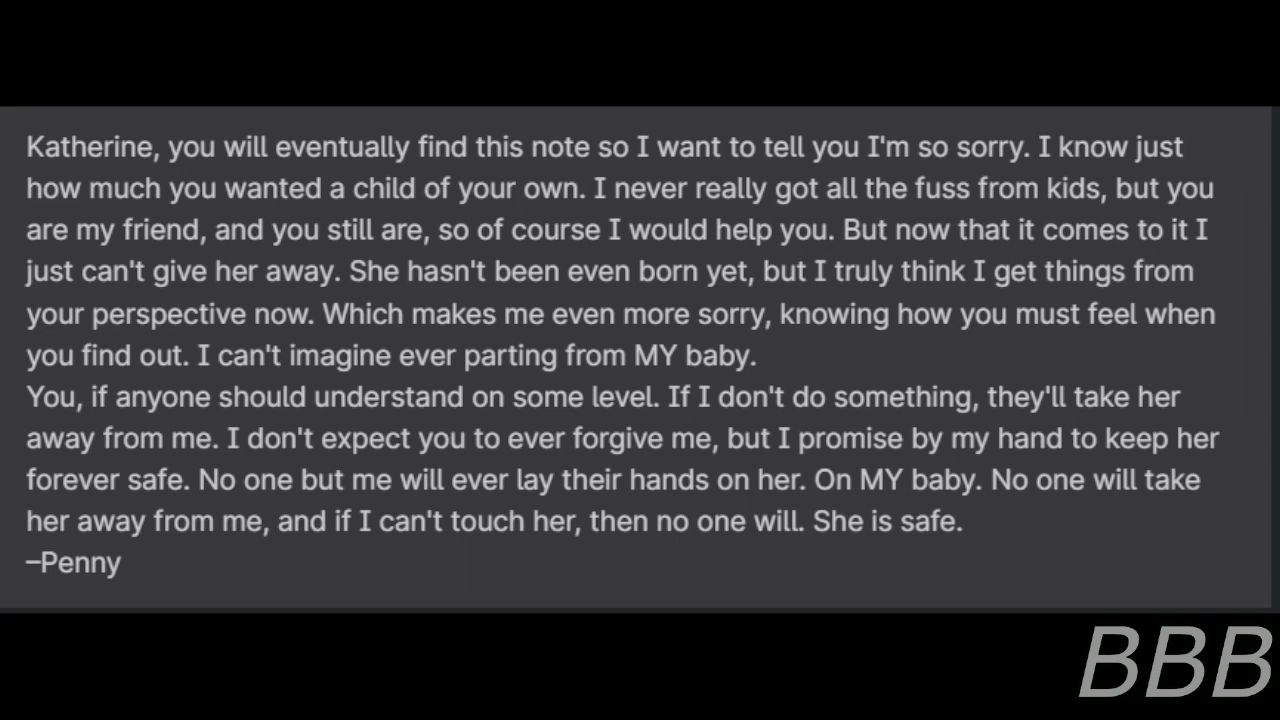 Katherine, you will eventually find this note so I want to tell you I'm so sorry. I know just
how much you wanted a child of your own. I never really got all the fuss from kids, but you
are my friend, and you still are, so of course I would help you. But now that it comes to it I
just can't give her away. She hasn't been even born yet, but I truly think I get things from
your perspective now. Which makes me even more sorry, knowing how you must feel when
you find out. I can't imagine ever parting from MY baby.
You, if anyone should understand on some level. If I don't do something, they'll take her
away from me. I don't expect you to ever forgive me, but I promise by my hand to keep her
forever safe. No one but me will ever lay their hands on her. On MY baby. No one will take
her away from me, and if I can't touch her, then no one will. She is safe.
–Penny
BBB